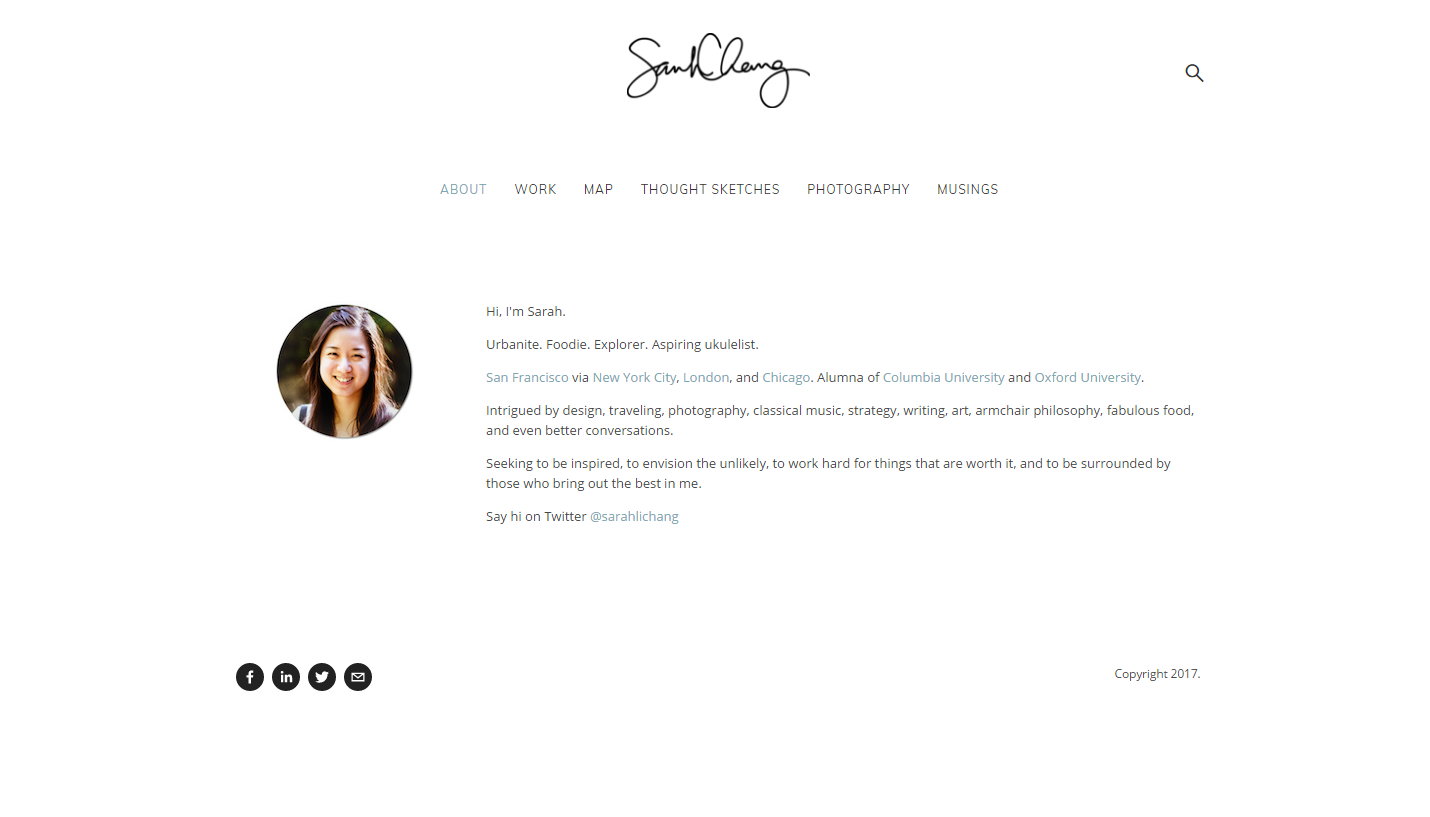 Sarah Chang
ABOUT WORK MAP THOUGHT SKETCHES PHOTOGRAPHY MUSINGS
Hi, I'm Sarah.
Urbanite. Foodie. Explorer. Aspiring ukulelist.
San Francisco via New York City, London, and Chicago. Alumna of Columbia University and Oxford University.
Intrigued by design, traveling, photography, classical music, strategy, writing, art, armchair philosophy, fabulous food,
and even better conversations.
Seeking to be inspired, to envision the unlikely, to work hard for things that are worth it, and to be surrounded by
those who bring out the best in me.
Say hi on Twitter @sarahlichang
Copyright 2017.